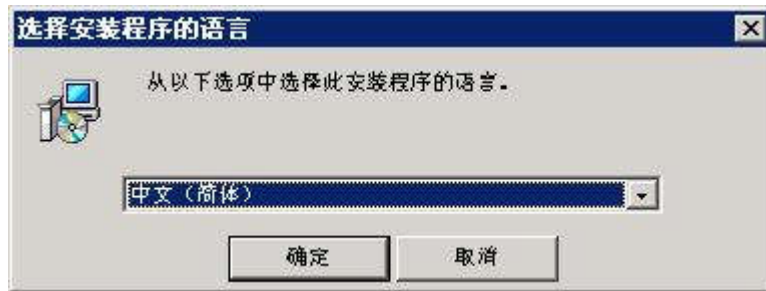 选择安装程序的语言
从以下选项中选择此安装程序的语言。
中文（简体）
确定
取消